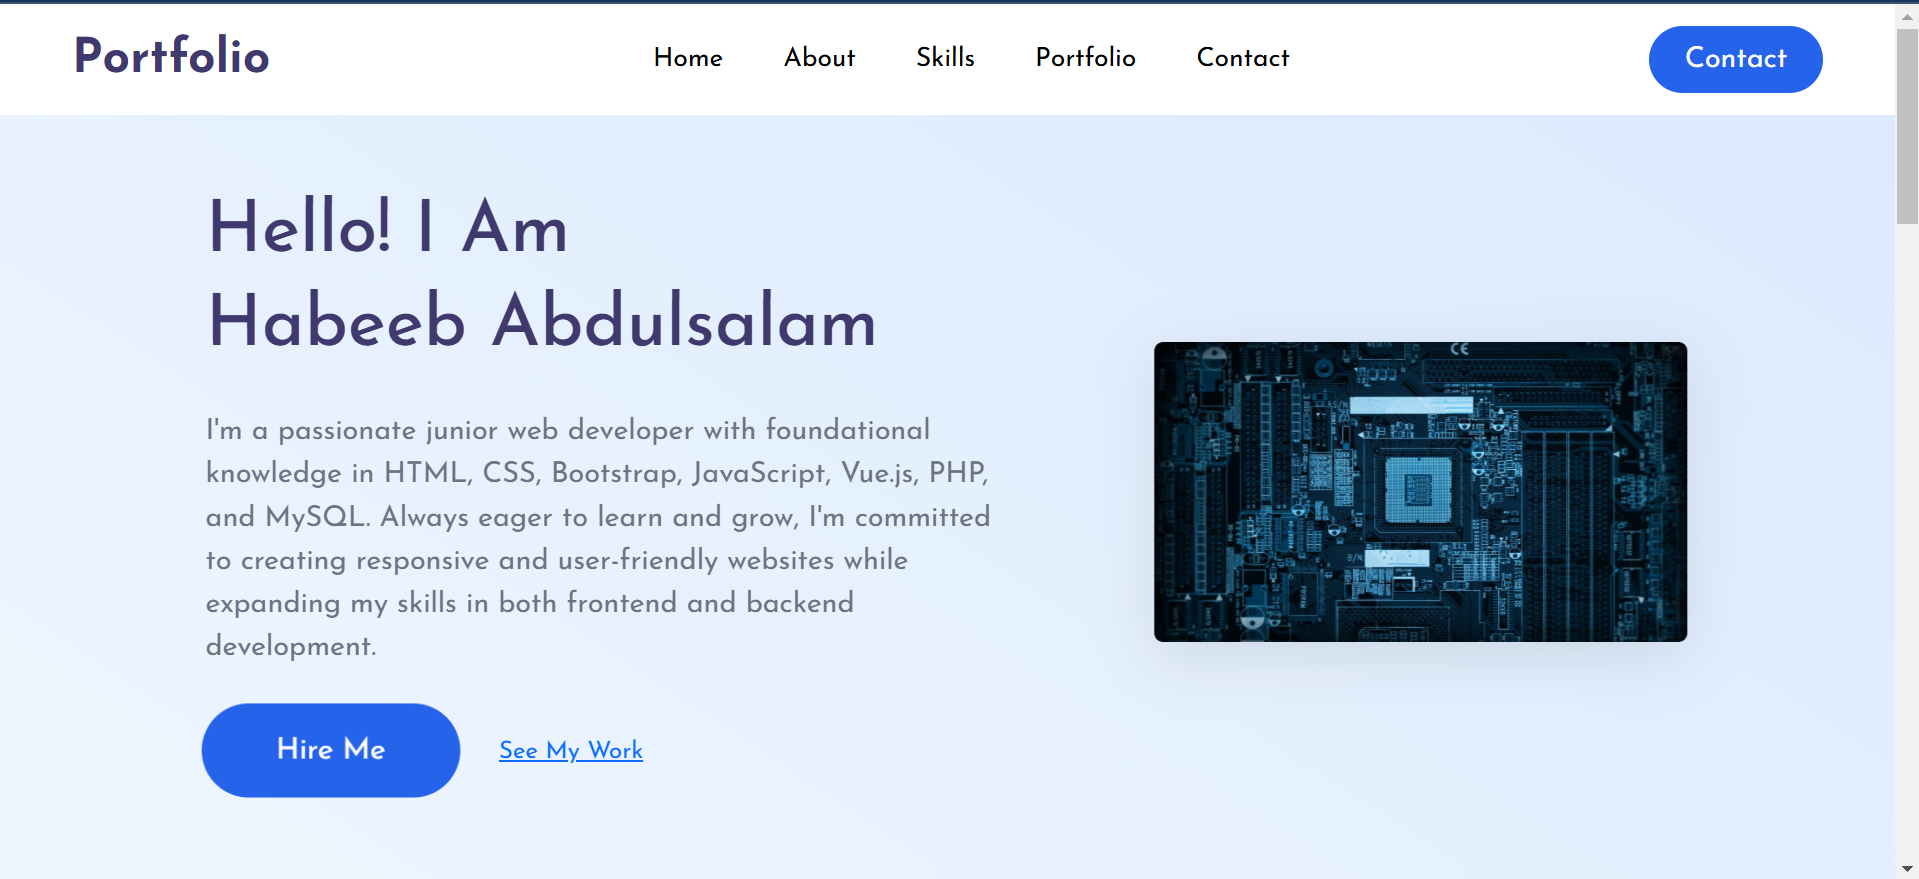 Portfolio
Home About Skills Portfolio Contact
Contact
Hello! I Am
Habeeb Abdulsalam
I'm a passionate junior web developer with foundational
knowledge in HTML, CSS, Bootstrap, JavaScript, Vue.js, PHP,
and MySQL. Always eager to learn and grow, I'm committed
to creating responsive and user-friendly websites while
expanding my skills in both frontend and backend
development.
Hire Me
See My Work